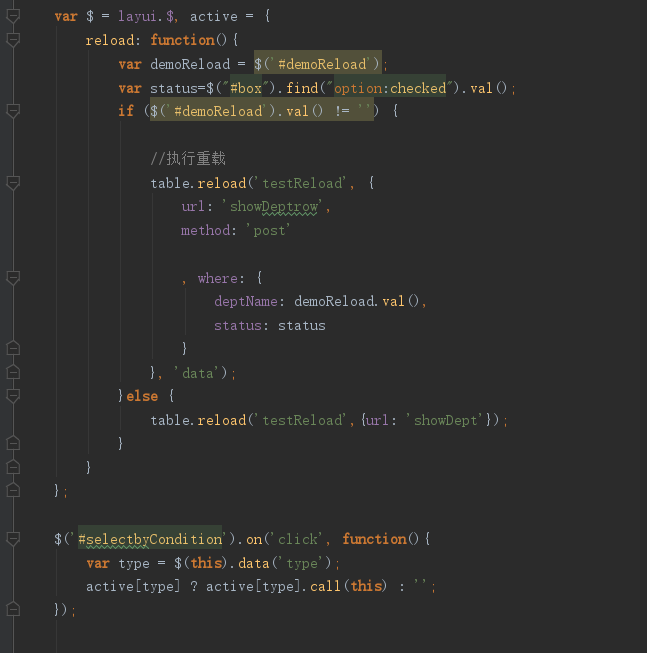 var $ = layui.$, active = {
reload: function(){
var demoReload = $('#demoReload');
var status=$("#box").find("option:checked").val();
if ($('#demoReload').val() != '') {
//执行重载
table.reload('testReload', {
url: 'showDeptrow',
method: 'post'
, where: {
deptName: demoReload.val(),
status: status
}
}, 'data');
}else {
table.reload('testReload',{url: 'showDept'});
}
}
};
$('#selectbyCondition').on('click', function(){
var type = $(this).data('type');
active[type] ? active[type].call(this) : '';
});